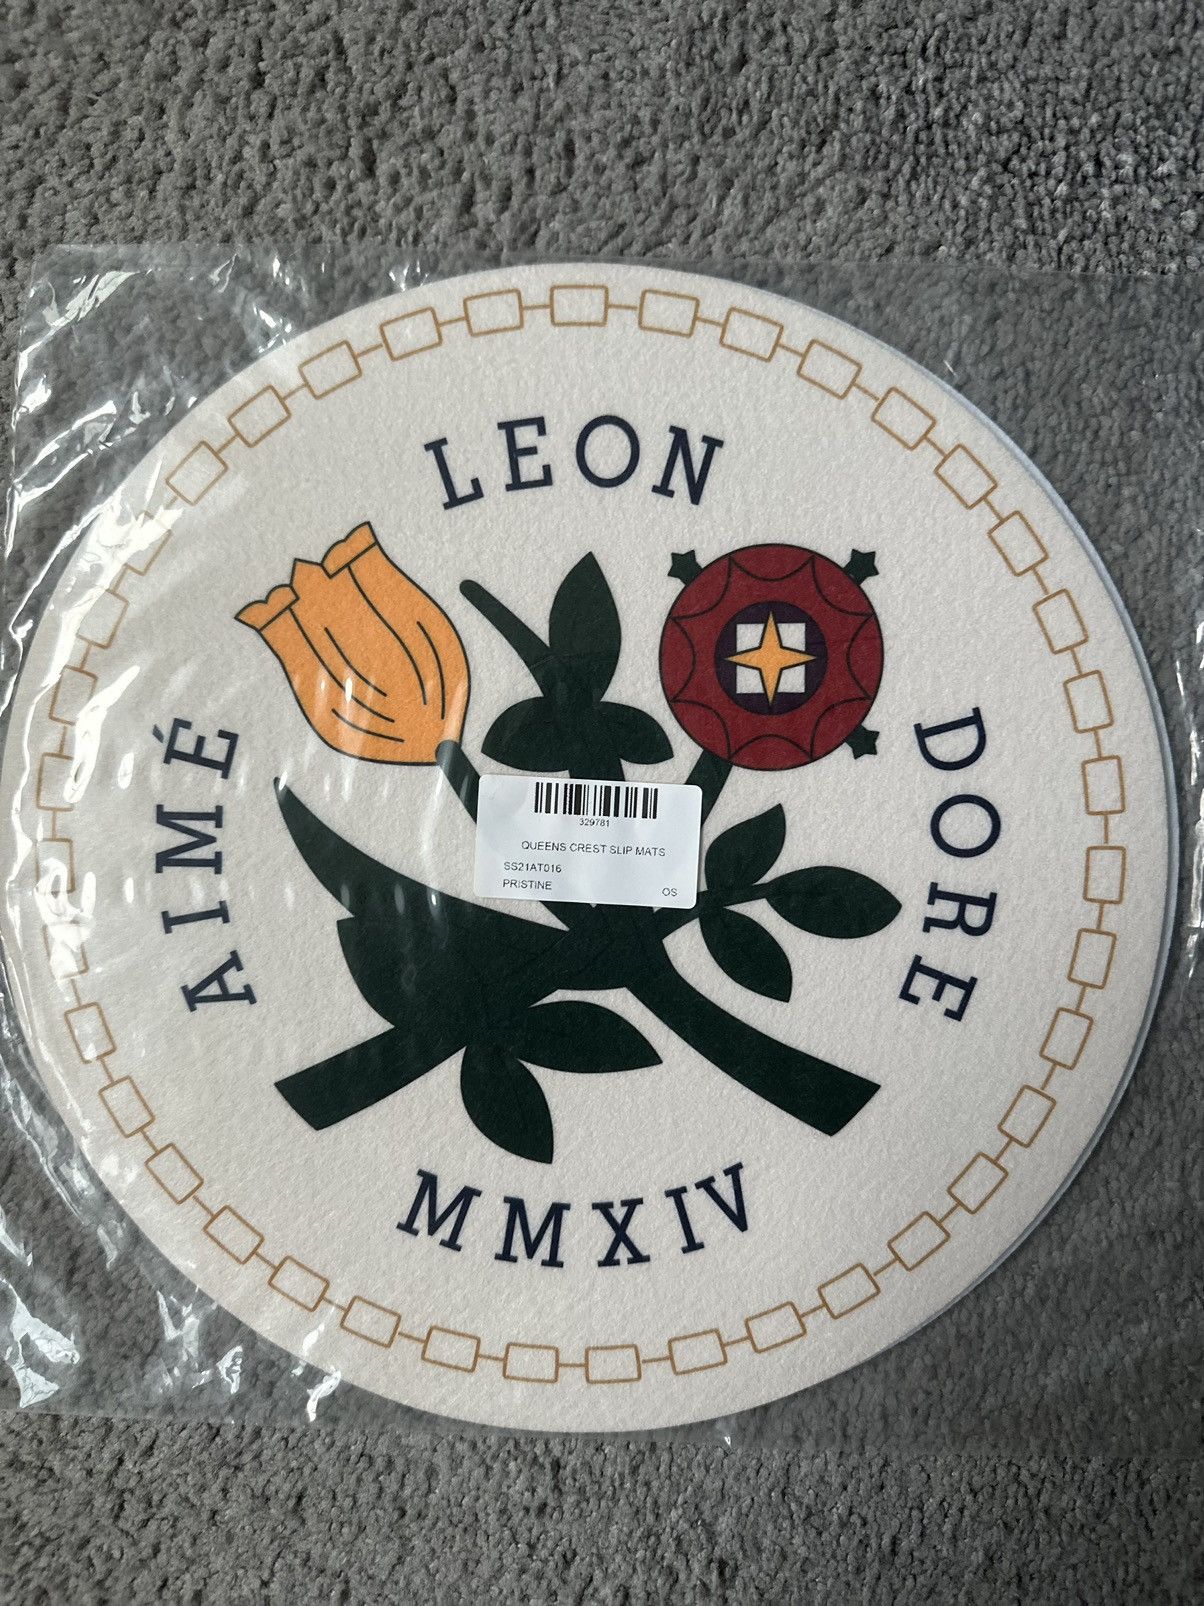 AIMÉ
LEON
DORE
MMXIV
329781
QUEENS CREST SLIP MATS
SS21AT016
PRISTINE OS